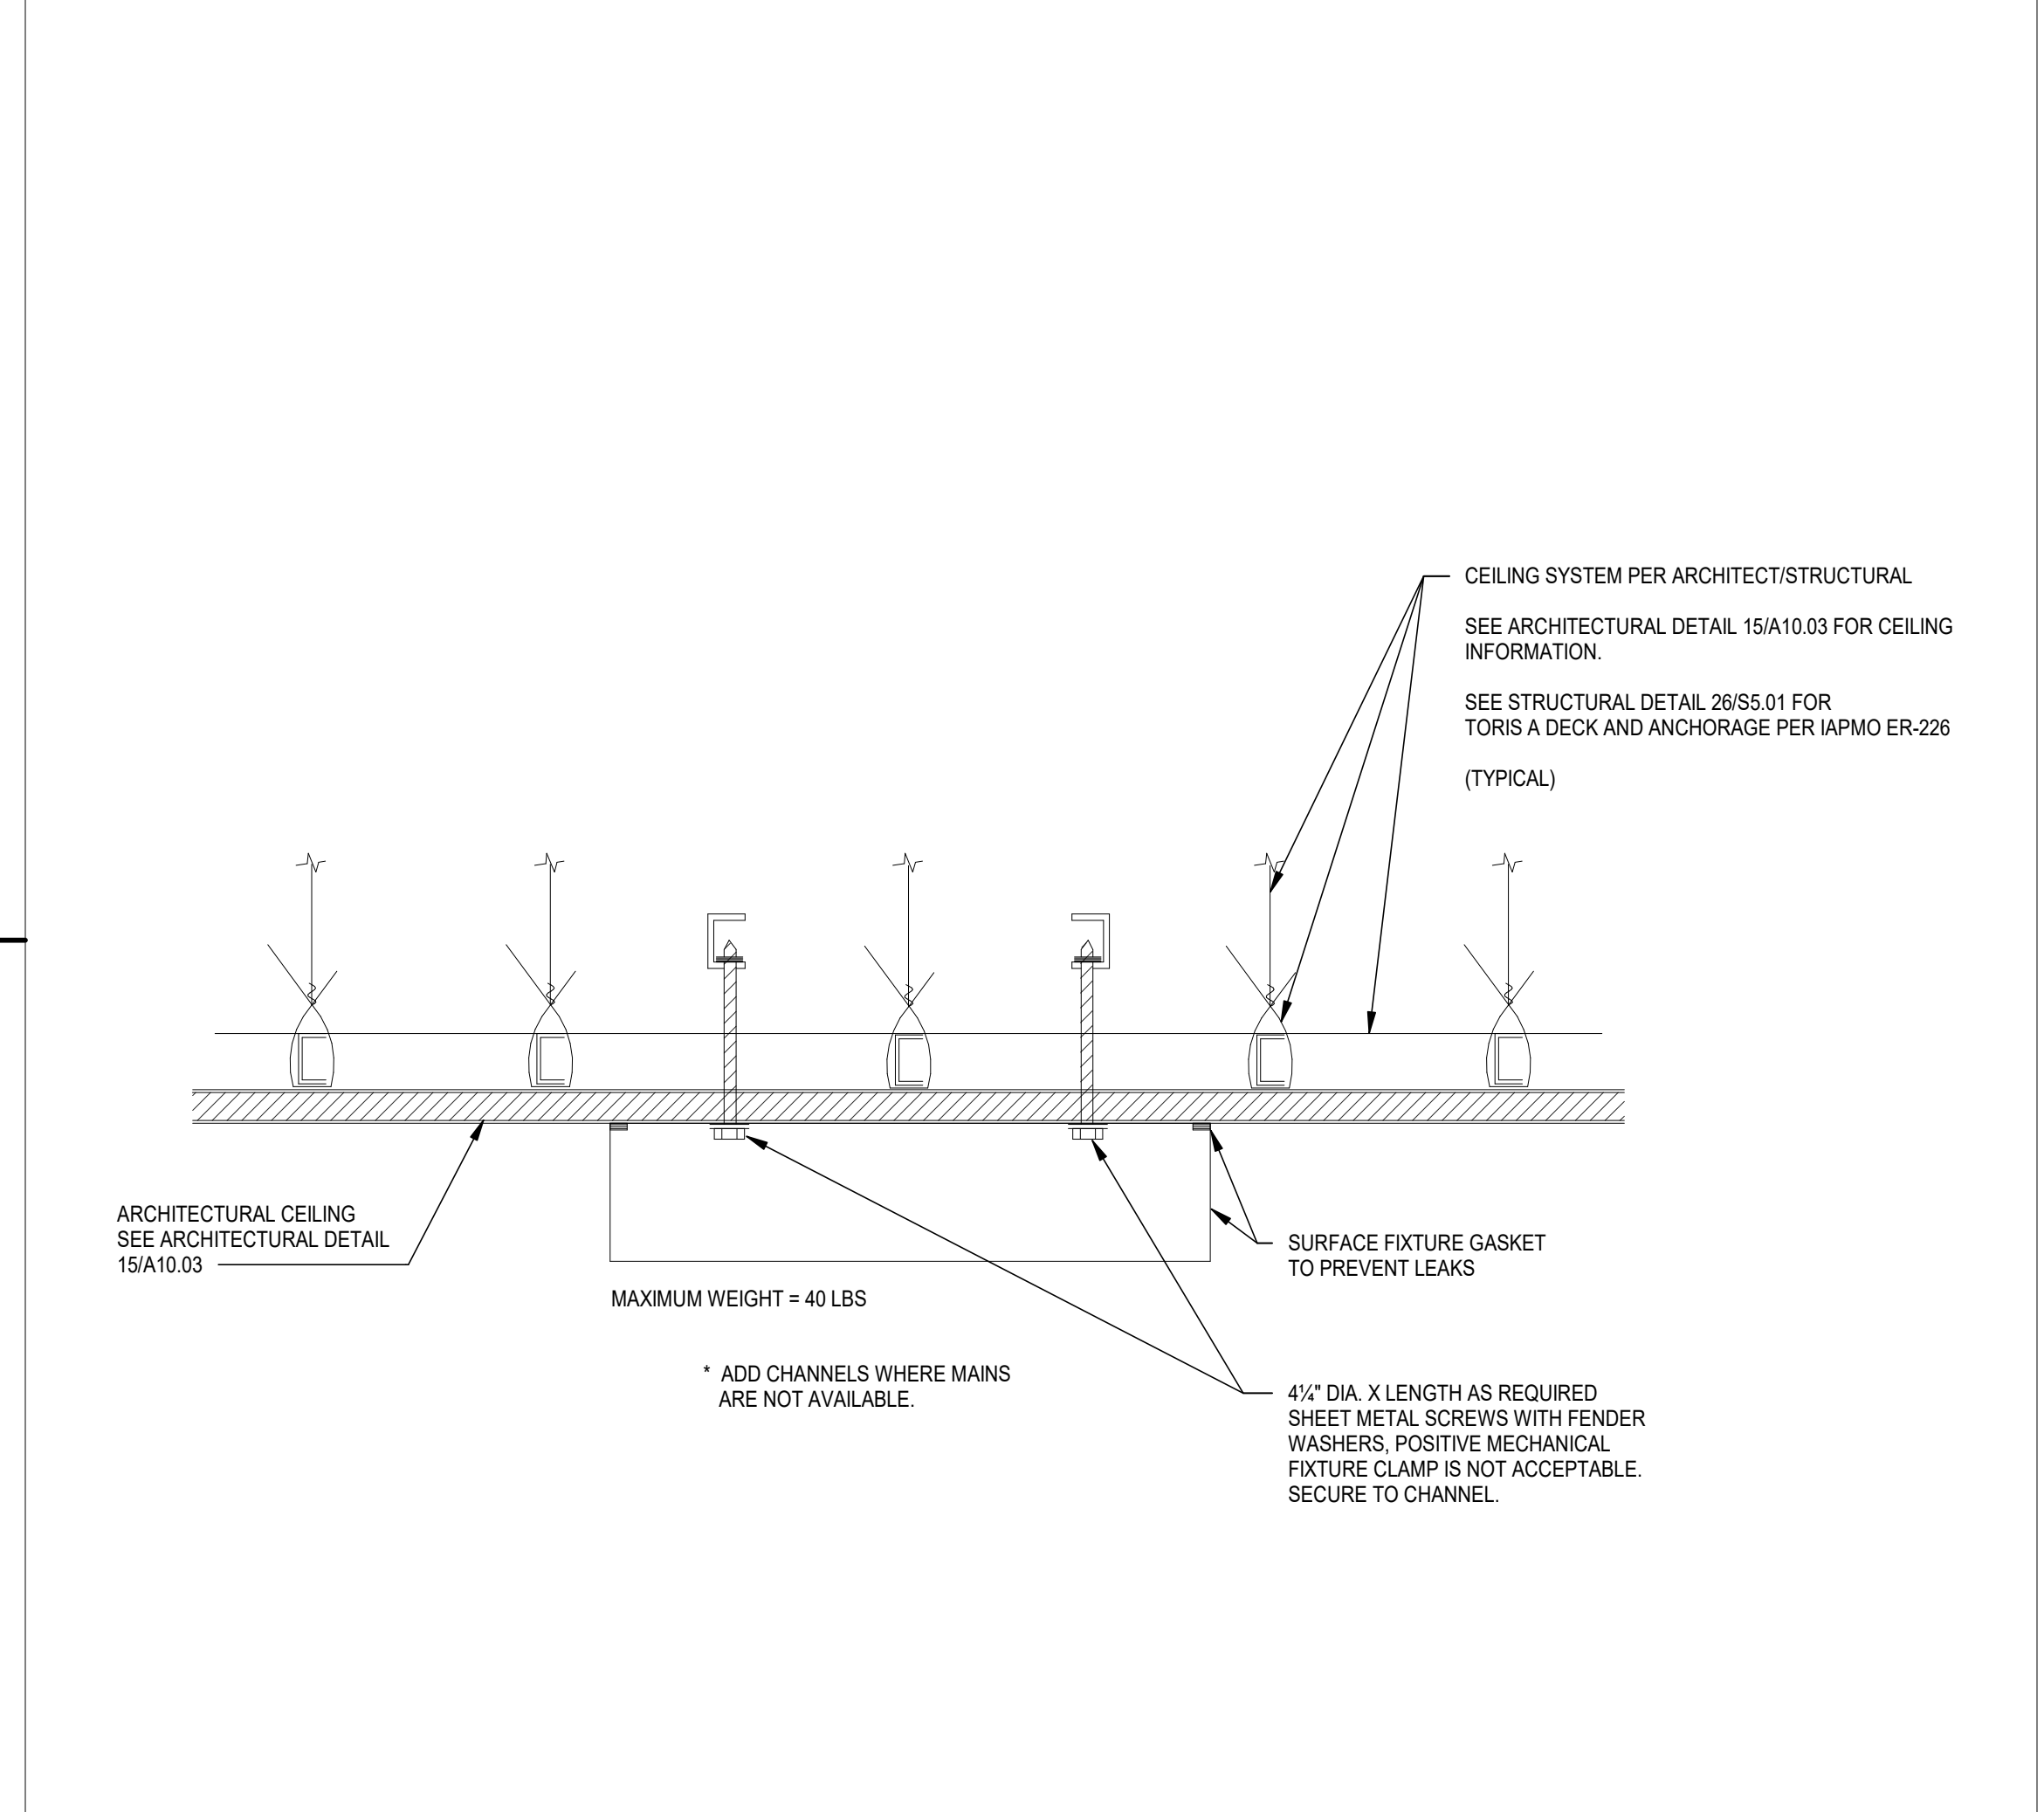 CEILING SYSTEM PER ARCHITECT/STRUCTURAL
SEE ARCHITECTURAL DETAIL 15/A10.03 FOR CEILING
INFORMATION.
SEE STRUCTURAL DETAIL 26/S5.01 FOR
TORIS A DECK AND ANCHORAGE PER IAPMO ER-226
(TYPICAL)
ARCHITECTURAL CEILING
SEE ARCHITECTURAL DETAIL
15/A10.03
SURFACE FIXTURE GASKET
TO PREVENT LEAKS
MAXIMUM WEIGHT = 40 LBS
* ADD CHANNELS WHERE MAINS
ARE NOT AVAILABLE.
4¼" DIA. X LENGTH AS REQUIRED
SHEET METAL SCREWS WITH FENDER
WASHERS, POSITIVE MECHANICAL
FIXTURE CLAMP IS NOT ACCEPTABLE.
SECURE TO CHANNEL.